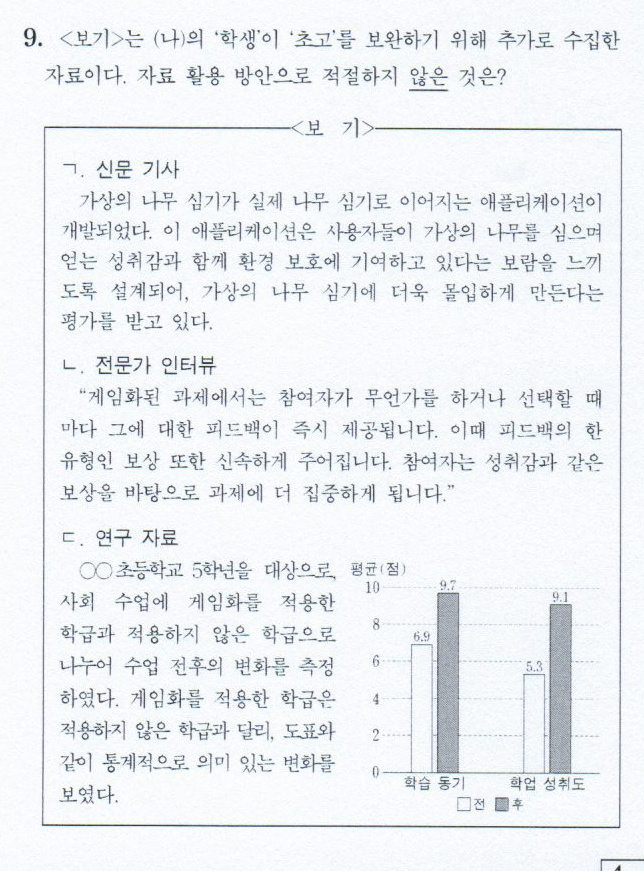 9. <보기>는 (나)의 ‘학생’이 ‘초고’를 보완하기 위해 추가로 수집한
자료이다. 자료 활용 방안으로 적절하지 않은 것은?
<보 기>
ㄱ. 신문 기사
가상의 나무 심기가 실제 나무 심기로 이어지는 애플리케이션이
개발되었다. 이 애플리케이션은 사용자들이 가상의 나무를 심으며
얻는 성취감과 함께 환경 보호에 기여하고 있다는 보람을 느끼
도록 설계되어, 가상의 나무 심기에 더욱 몰입하게 만든다는
평가를 받고 있다.
ㄴ. 전문가 인터뷰
“게임화된 과제에서는 참여자가 무언가를 하거나 선택할 때
마다 그에 대한 피드백이 즉시 제공됩니다. 이때 피드백의 한
유형인 보상 또한 신속하게 주어집니다. 참여자는 성취감과 같은
보상을 바탕으로 과제에 더 집중하게 됩니다.”
ㄷ. 연구 자료
○○초등학교 5학년을 대상으로,
사회 수업에 게임화를 적용한
학급과 적용하지 않은 학급으로
나누어 수업 전후의 변화를 측정
하였다. 게임화를 적용한 학급은
적용하지 않은 학급과 달리, 도표와
같이 통계적으로 의미 있는 변화를
보였다.
평균(점)
10
8
6
4
2
0
6.9
9.7
5.3
9.1
학습 동기
학업 성취도
전 후